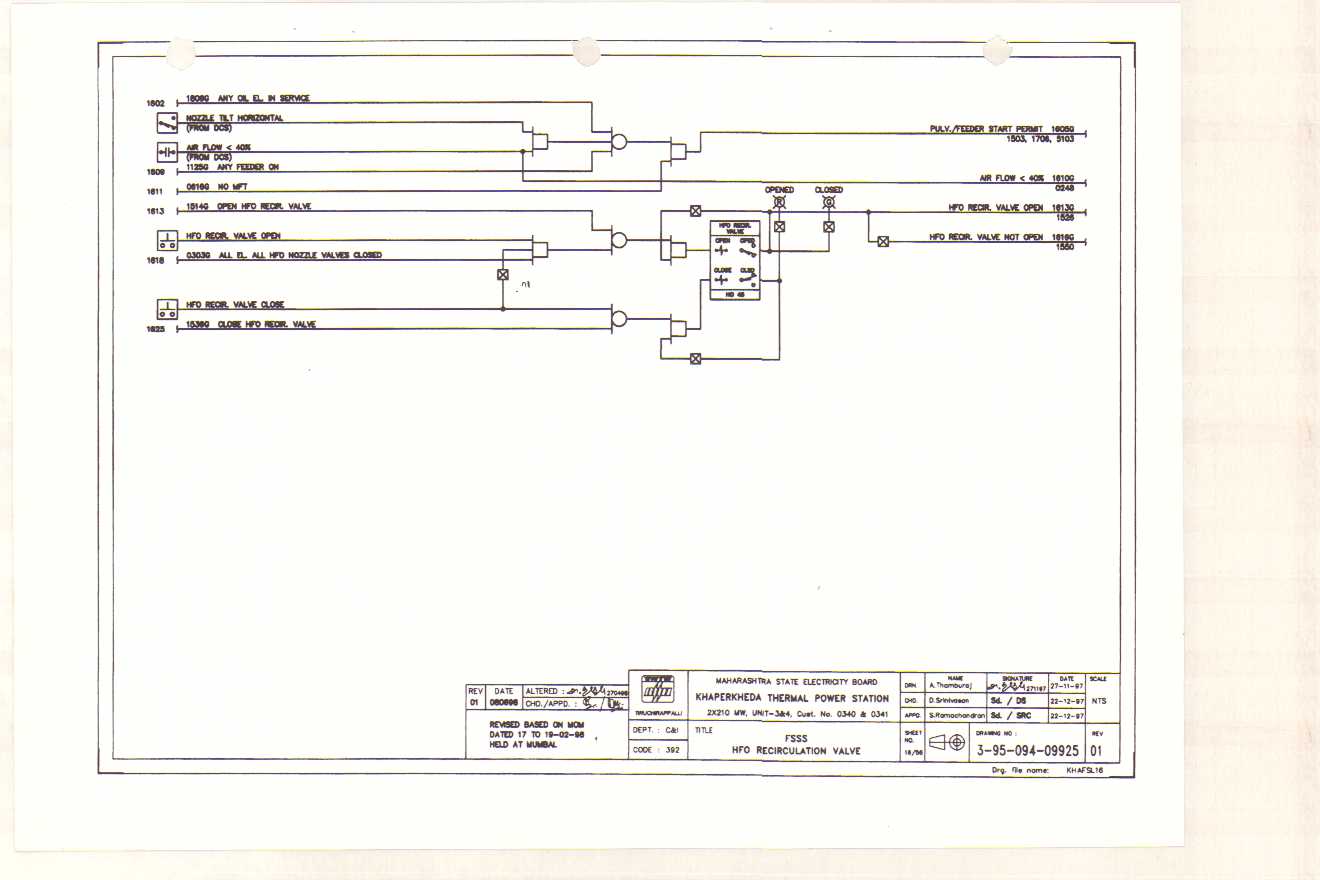 1602 1608G ANY OIL EL. IN SERVICE
NOZZLE TILT HORIZONTAL
(FROM DCS)
AIR FLOW < 40%
(FROM DCS)
1609 1125G ANY FEEDER ON
1611 0616G NO MFT
1613 1514G OPEN HFO RECIR. VALVE
HFO RECIR. VALVE OPEN
1618 0303G ALL EL. ALL HFO NOZZLE VALVES CLOSED
HFO RECIR. VALVE CLOSE
1625 1536G CLOSE HFO RECIR. VALVE
PULV./FEEDER START PERMIT 1605G
1503, 1706, 5103
AIR FLOW < 40% 1610G
0248
OPENED CLOSED
R G
HFO RECIR. VALVE OPEN 1613G
1526
HFO RECIR. VALVE NOT OPEN 1616G
1550
HFO RECIR.
VALVE
OPEN OPED
CLOSE CLSD
ND 45
REV DATE ALTERED :
01 CHD./APPD. :
REVISED BASED ON MOM
DATED 17 TO 19-02-98
HELD AT MUMBAI.
TIRUCHIRAPPALLI
DEPT. : C&I
CODE : 392
MAHARASHTRA STATE ELECTRICITY BOARD
KHAPERKHEDA THERMAL POWER STATION
2X210 MW, UNIT-3&4, Cust. No. 0340 & 0341
TITLE
FSSS
HFO RECIRCULATION VALVE
NAME SIGNATURE DATE SCALE
DRN A.Thamburaj 271197 27-11-97
CHD. D.Srinivasan Sd. / DS 22-12-97 NTS
APPD. S.Ramachandran Sd. / SRC 22-12-97
SHEET NO. 16/56
DRAWING NO :
3-95-094-09925
REV
01
Drg. file name: KHAFSL16